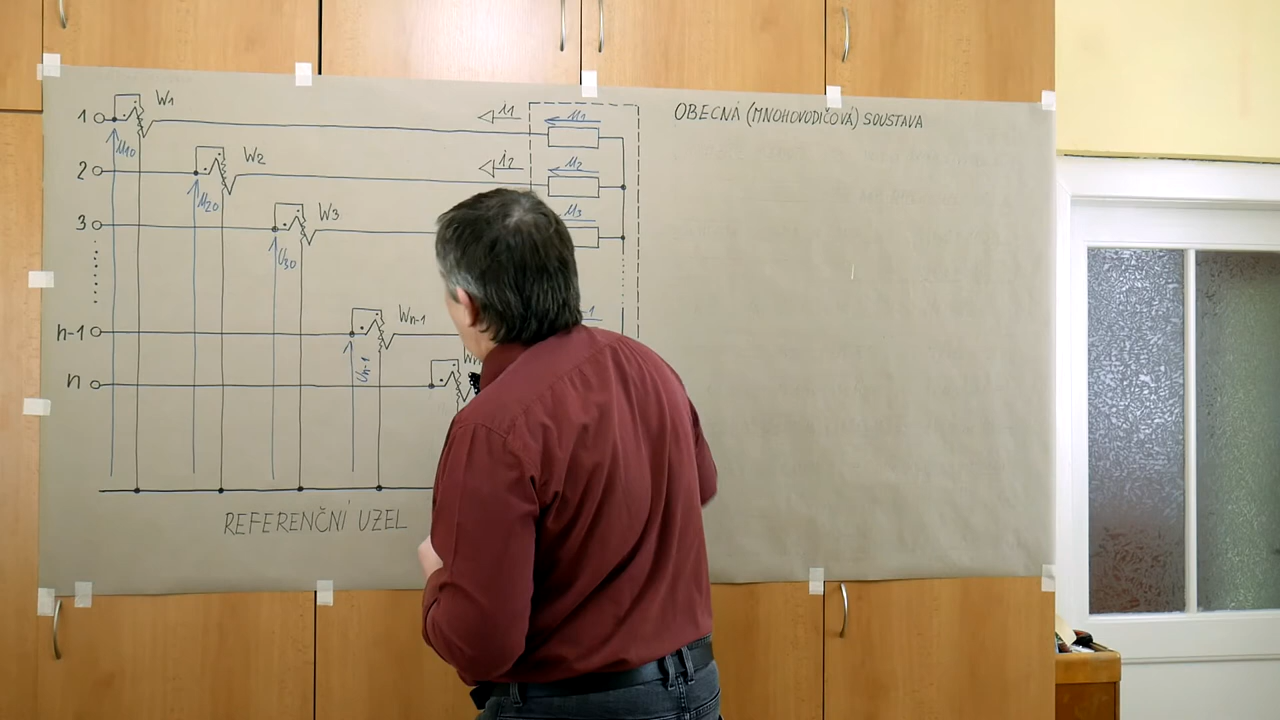 OBECNÁ (MNOHOVODIČOVÁ) SOUSTAVA
1
W1
u10
u1
2
W2
u20
i2
u2
3
W3
U30
u3
n-1
Wn-1
Un-1
n
REFERENČNÍ UZEL